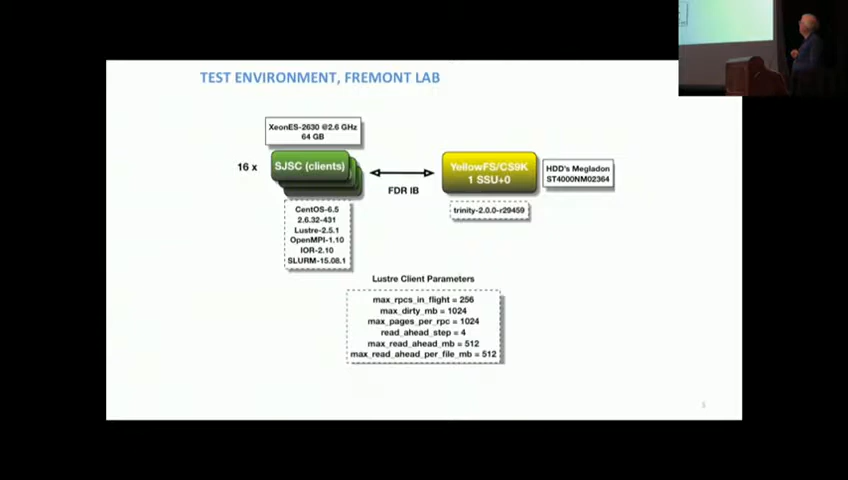 TEST ENVIRONMENT, FREMONT LAB
XeonES-2630 @2.6 GHz
64 GB
16 x
SJSC (clients)
FDR IB
YellowFS/CS9K
1 SSU+0
HDD's Megladon
ST4000NM02364
trinity-2.0.0-r29459
CentOS-6.5
2.6.32-431
Lustre-2.5.1
OpenMPI-1.10
IOR-2.10
SLURM-15.08.1
Lustre Client Parameters
max_rpcs_in_flight = 256
max_dirty_mb = 1024
max_pages_per_rpc = 1024
read_ahead_step = 4
max_read_ahead_mb = 512
max_read_ahead_per_file_mb = 512